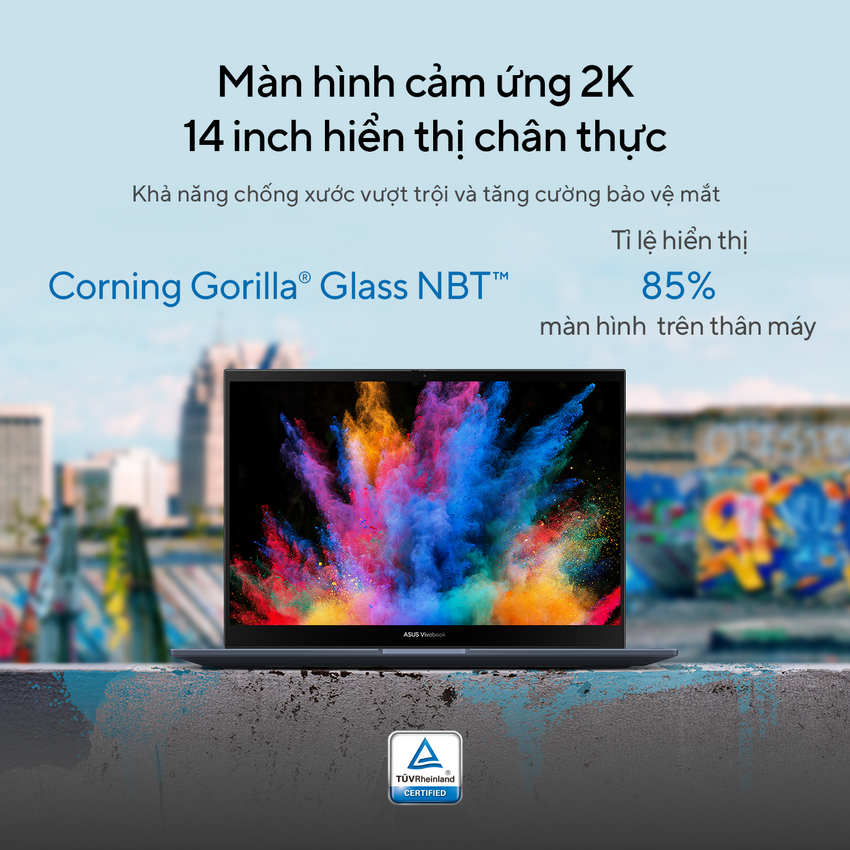 Màn hình cảm ứng 2K
14 inch hiển thị chân thực
Khả năng chống xước vượt trội và tăng cường bảo vệ mắt
Corning Gorilla® Glass NBT™
Tỉ lệ hiển thị
85%
màn hình trên thân máy
ASUS Vivobook
TÜVRheinland®
CERTIFIED